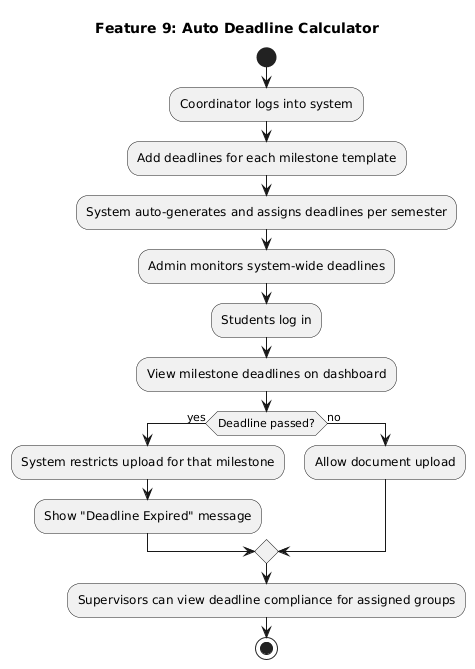 Feature 9: Auto Deadline Calculator
Coordinator logs into system
Add deadlines for each milestone template
System auto-generates and assigns deadlines per semester
Admin monitors system-wide deadlines
Students log in
View milestone deadlines on dashboard
yes
Deadline passed?
no
System restricts upload for that milestone
Allow document upload
Show "Deadline Expired" message
Supervisors can view deadline compliance for assigned groups